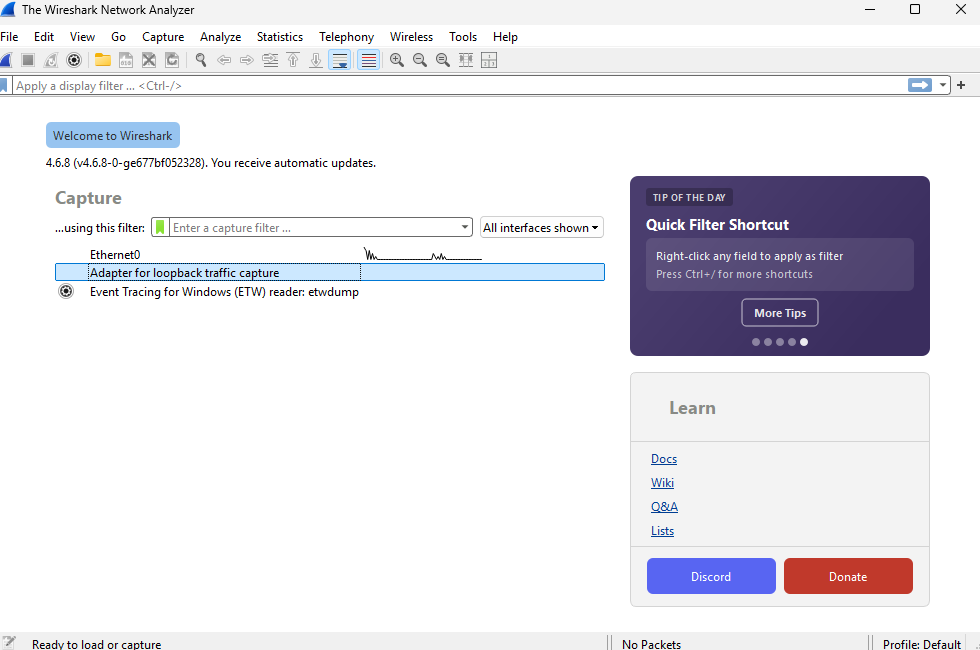 The Wireshark Network Analyzer
File Edit View Go Capture Analyze Statistics Telephony Wireless Tools Help
Apply a display filter ... <Ctrl-/>
Welcome to Wireshark
4.6.8 (v4.6.8-0-ge677bf052328). You receive automatic updates.
Capture
...using this filter: Enter a capture filter ... All interfaces shown
Ethernet0
Adapter for loopback traffic capture
Event Tracing for Windows (ETW) reader: etwdump
TIP OF THE DAY
Quick Filter Shortcut
Right-click any field to apply as filter
Press Ctrl+/ for more shortcuts
More Tips
Learn
Docs
Wiki
Q&A
Lists
Discord Donate
Ready to load or capture No Packets Profile: Default